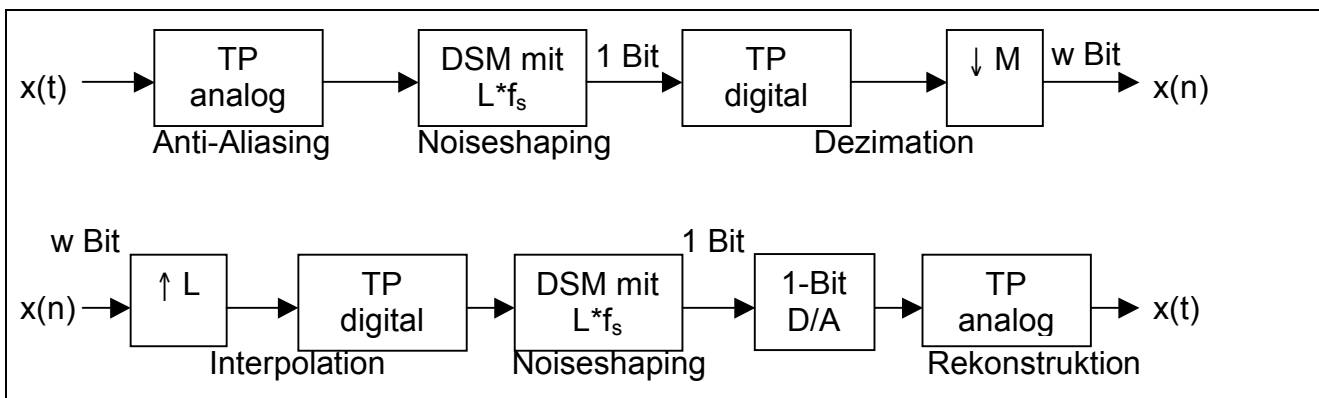 x(t)
TP
analog
Anti-Aliasing
DSM mit
L*fs
Noiseshaping
1 Bit
TP
digital
Dezimation
↓ M
w Bit
x(n)
w Bit
x(n)
↑ L
TP
digital
Interpolation
DSM mit
L*fs
Noiseshaping
1 Bit
1-Bit
D/A
TP
analog
Rekonstruktion
x(t)